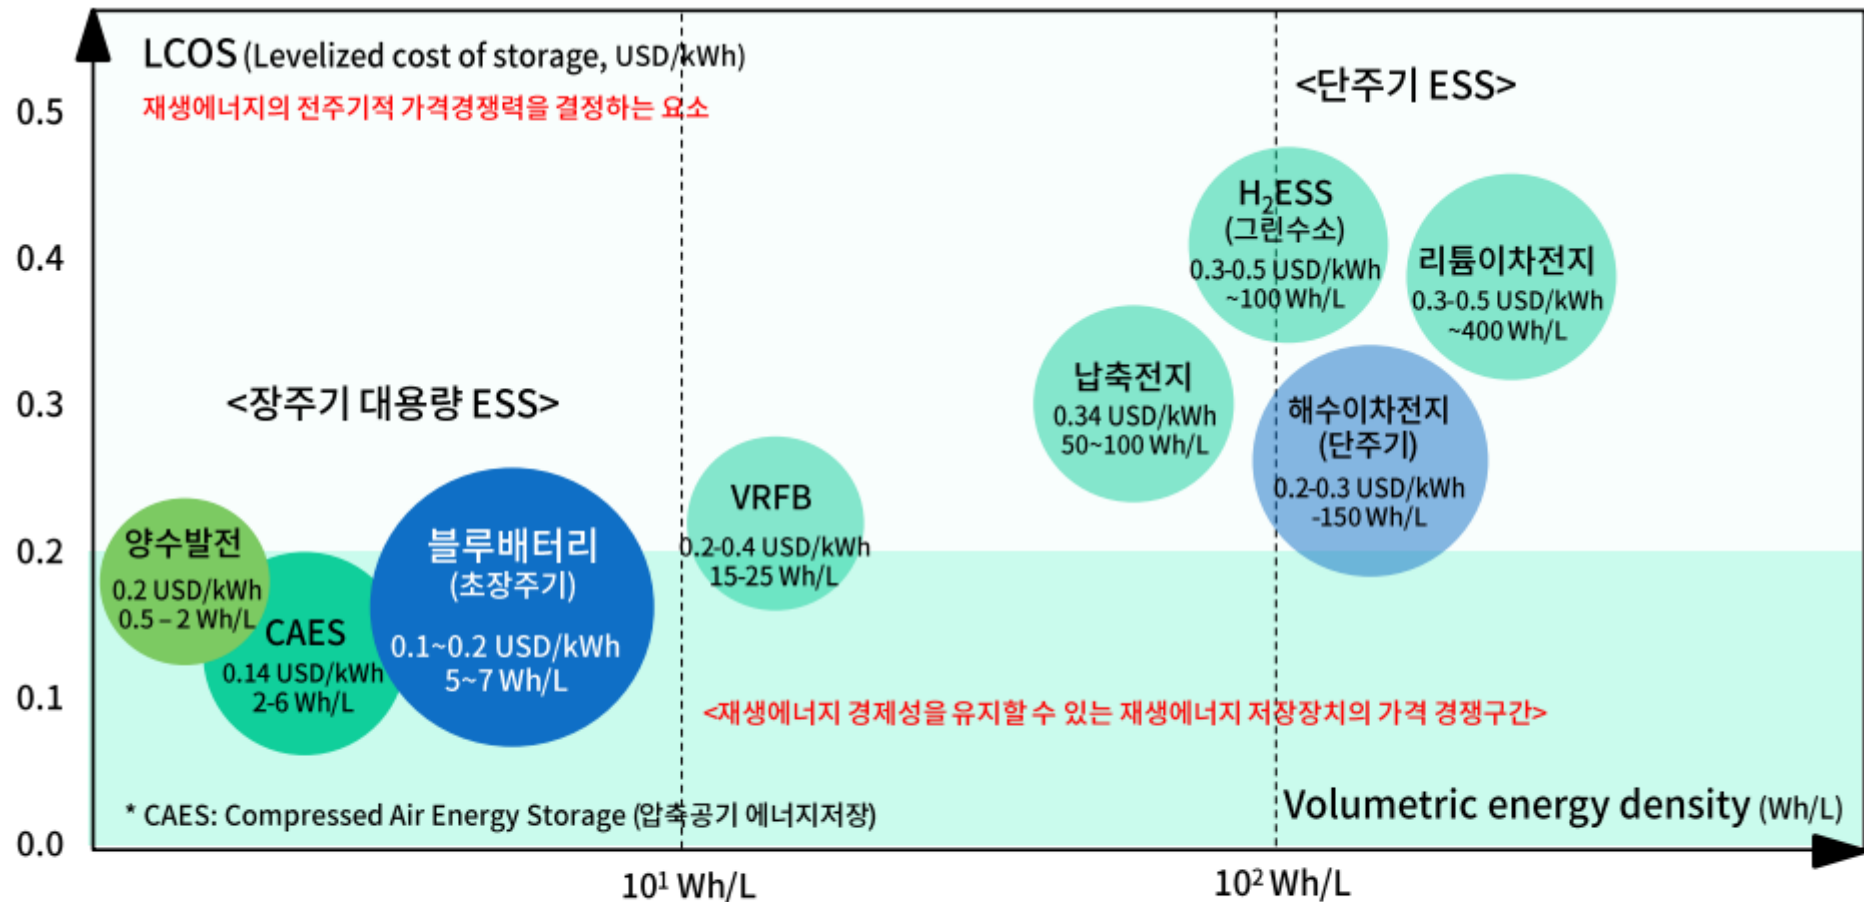 LCOS (Levelized cost of storage, USD/kWh)
재생에너지의 전주기적 가격경쟁력을 결정하는 요소
<단주기 ESS>
0.5
0.4
0.3
0.2
0.1
0.0
H₂ESS
(그린수소)
0.3-0.5 USD/kWh
~100 Wh/L
리튬이차전지
0.3-0.5 USD/kWh
~400 Wh/L
납축전지
0.34 USD/kWh
50~100 Wh/L
해수이차전지
(단주기)
0.2-0.3 USD/kWh
-150 Wh/L
<장주기 대용량 ESS>
VRFB
0.2-0.4 USD/kWh
15-25 Wh/L
양수발전
0.2 USD/kWh
0.5 – 2 Wh/L
CAES
0.14 USD/kWh
2-6 Wh/L
블루배터리
(초장주기)
0.1~0.2 USD/kWh
5~7 Wh/L
<재생에너지 경제성을 유지할 수 있는 재생에너지 저장장치의 가격 경쟁구간>
* CAES: Compressed Air Energy Storage (압축공기 에너지저장)
Volumetric energy density (Wh/L)
10¹ Wh/L
10² Wh/L